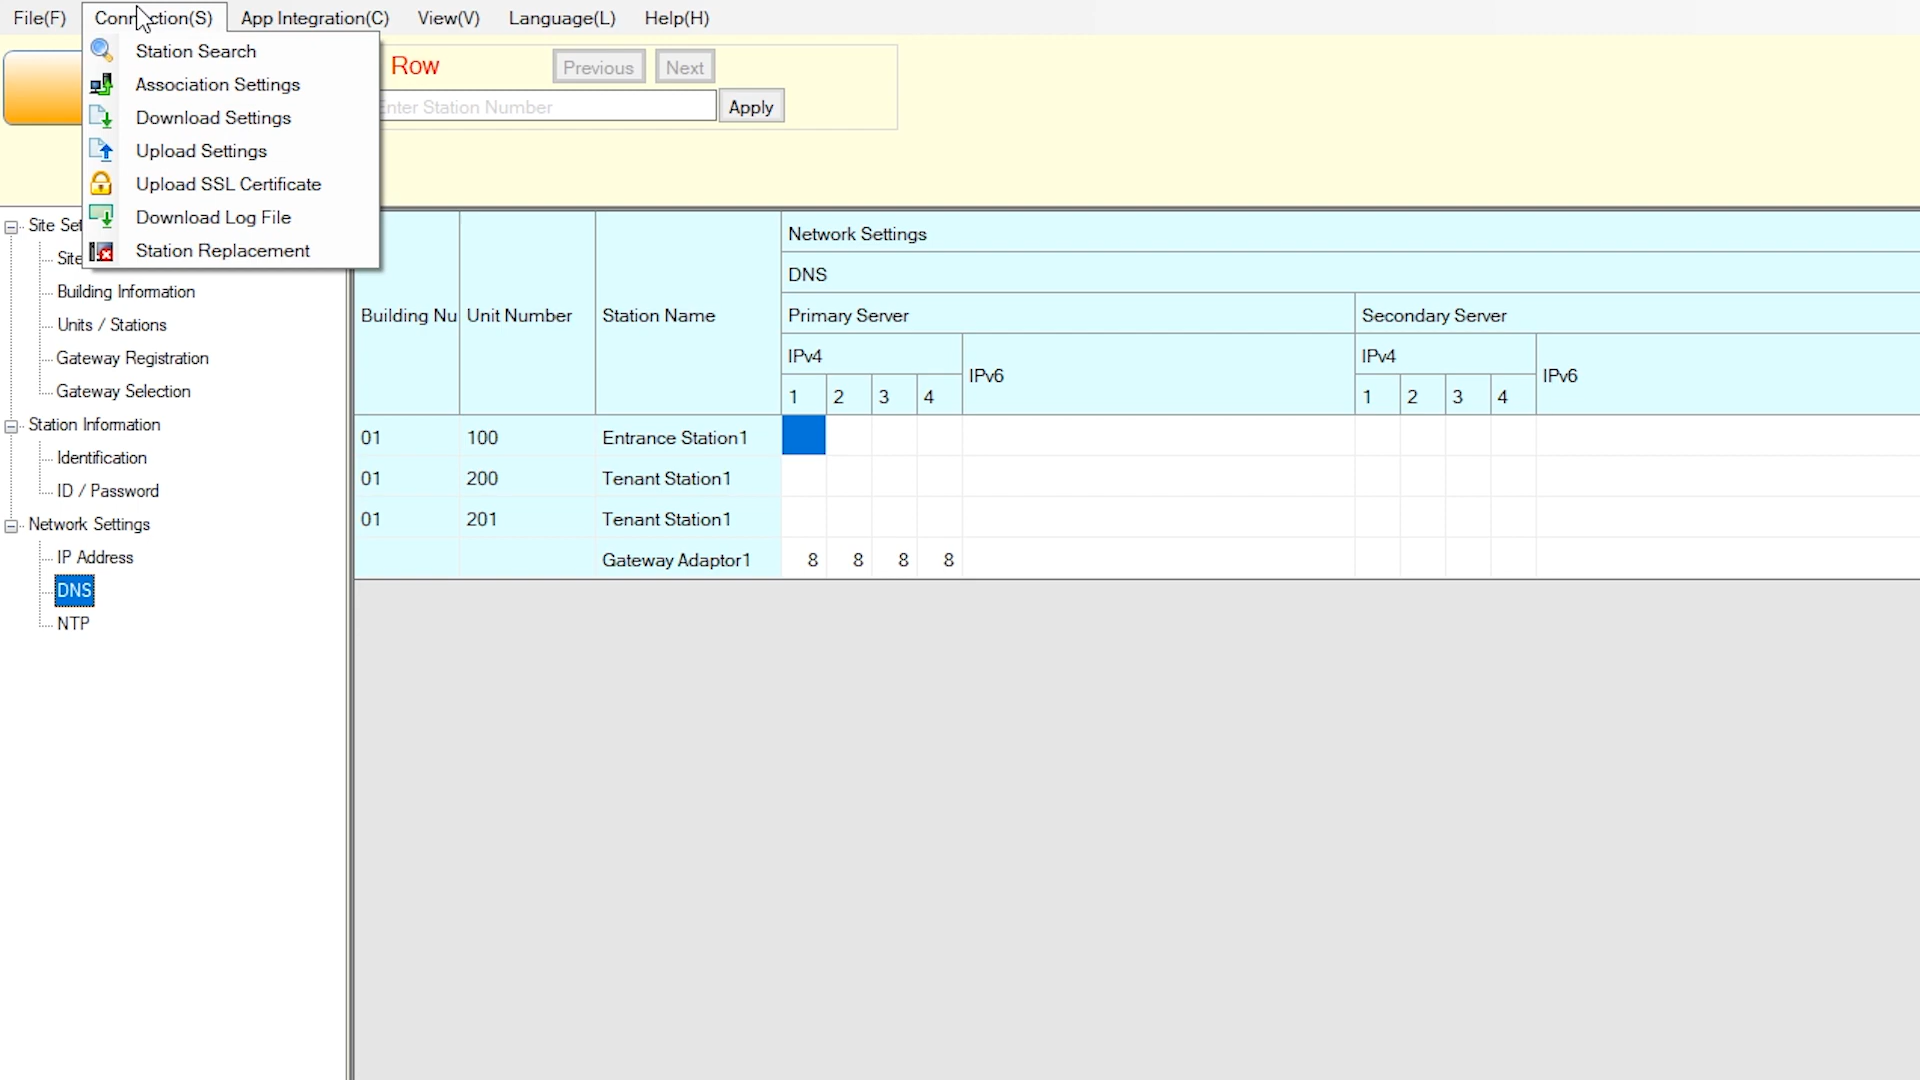 File(F) Connection(S) App Integration(C) View(V) Language(L) Help(H)
Station Search
Association Settings
Download Settings
Upload Settings
Upload SSL Certificate
Download Log File
Station Replacement
Row Previous Next
Enter Station Number Apply
Site Set
Site
Building Information
Units / Stations
Gateway Registration
Gateway Selection
Station Information
Identification
ID / Password
Network Settings
IP Address
DNS
NTP
Network Settings
DNS
Building Nu Unit Number Station Name Primary Server Secondary Server
IPv4 IPv6 IPv4 IPv6
1 2 3 4 1 2 3 4
01 100 Entrance Station1
01 200 Tenant Station1
01 201 Tenant Station1
Gateway Adaptor1 8 8 8 8